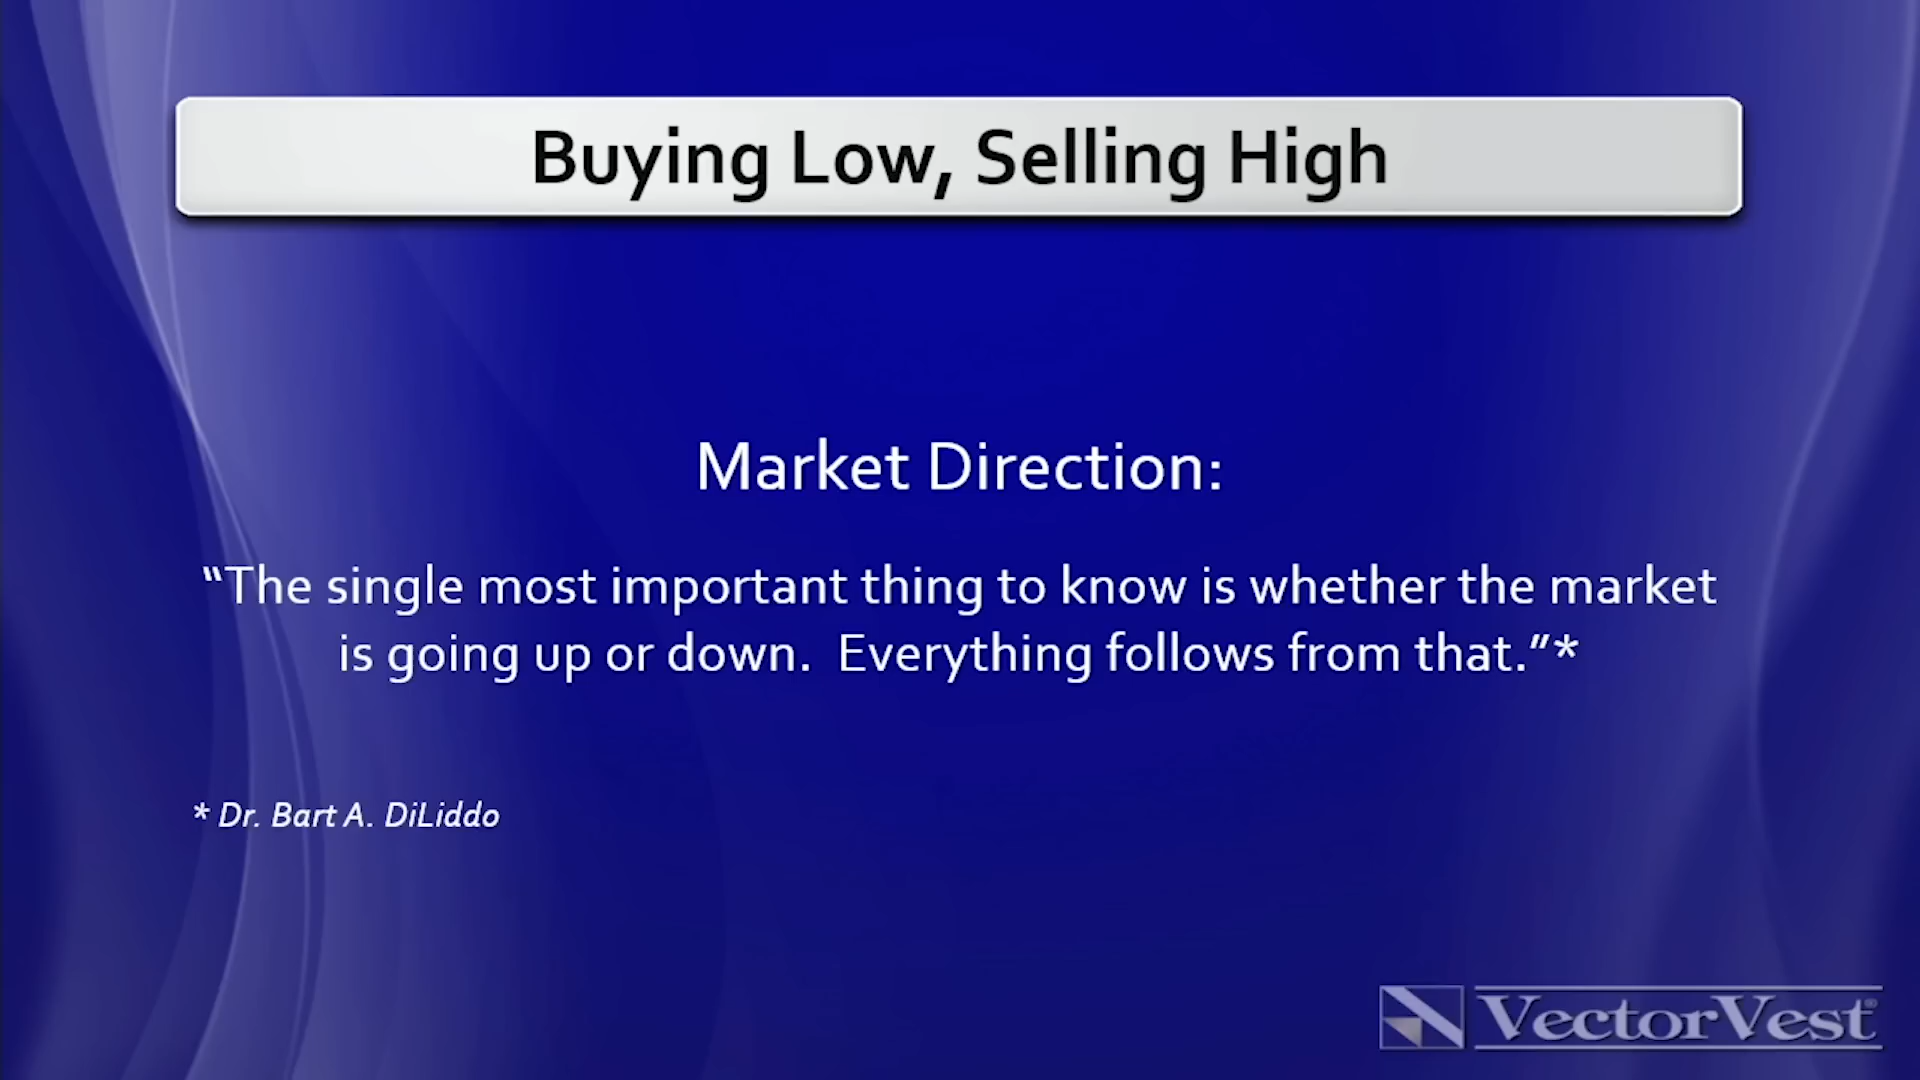 Buying Low, Selling High
Market Direction:
“The single most important thing to know is whether the market
is going up or down.  Everything follows from that.”*
* Dr. Bart A. DiLiddo
VectorVest®